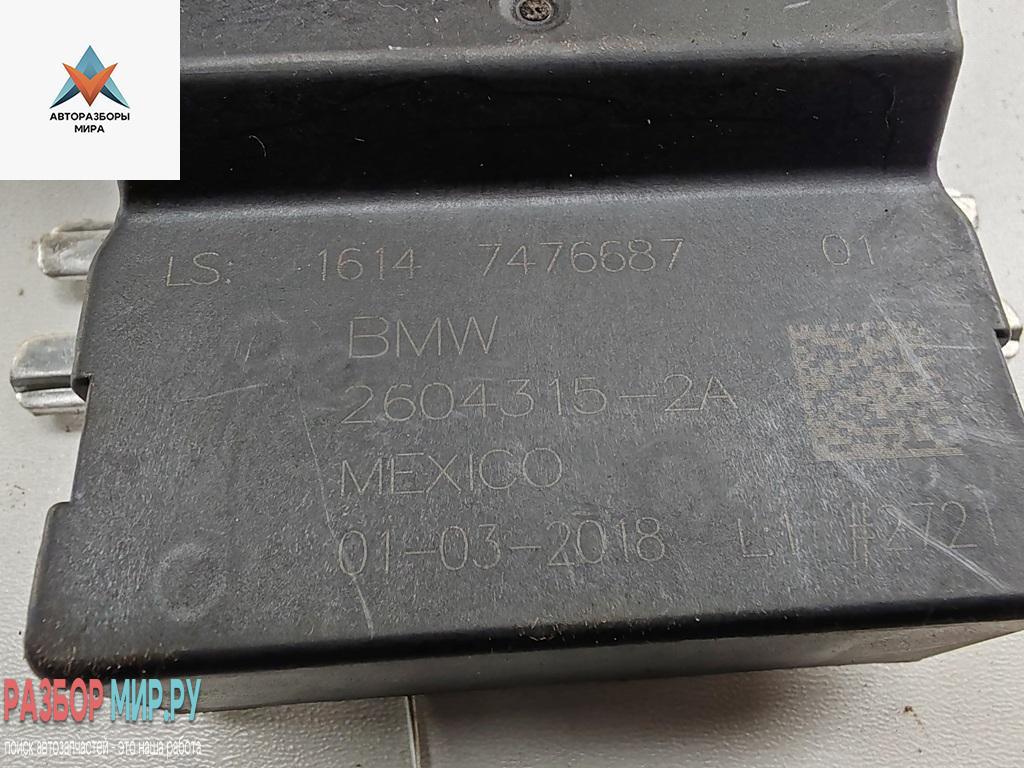 АВТОРАЗБОРЫ
МИРА
LS: 1614 7476687 01
BMW
2604315-2A
MEXICO
01-03-2018 L1 #2721
РАЗБОР МИР.РУ
поиск автозапчастей - это наша работа